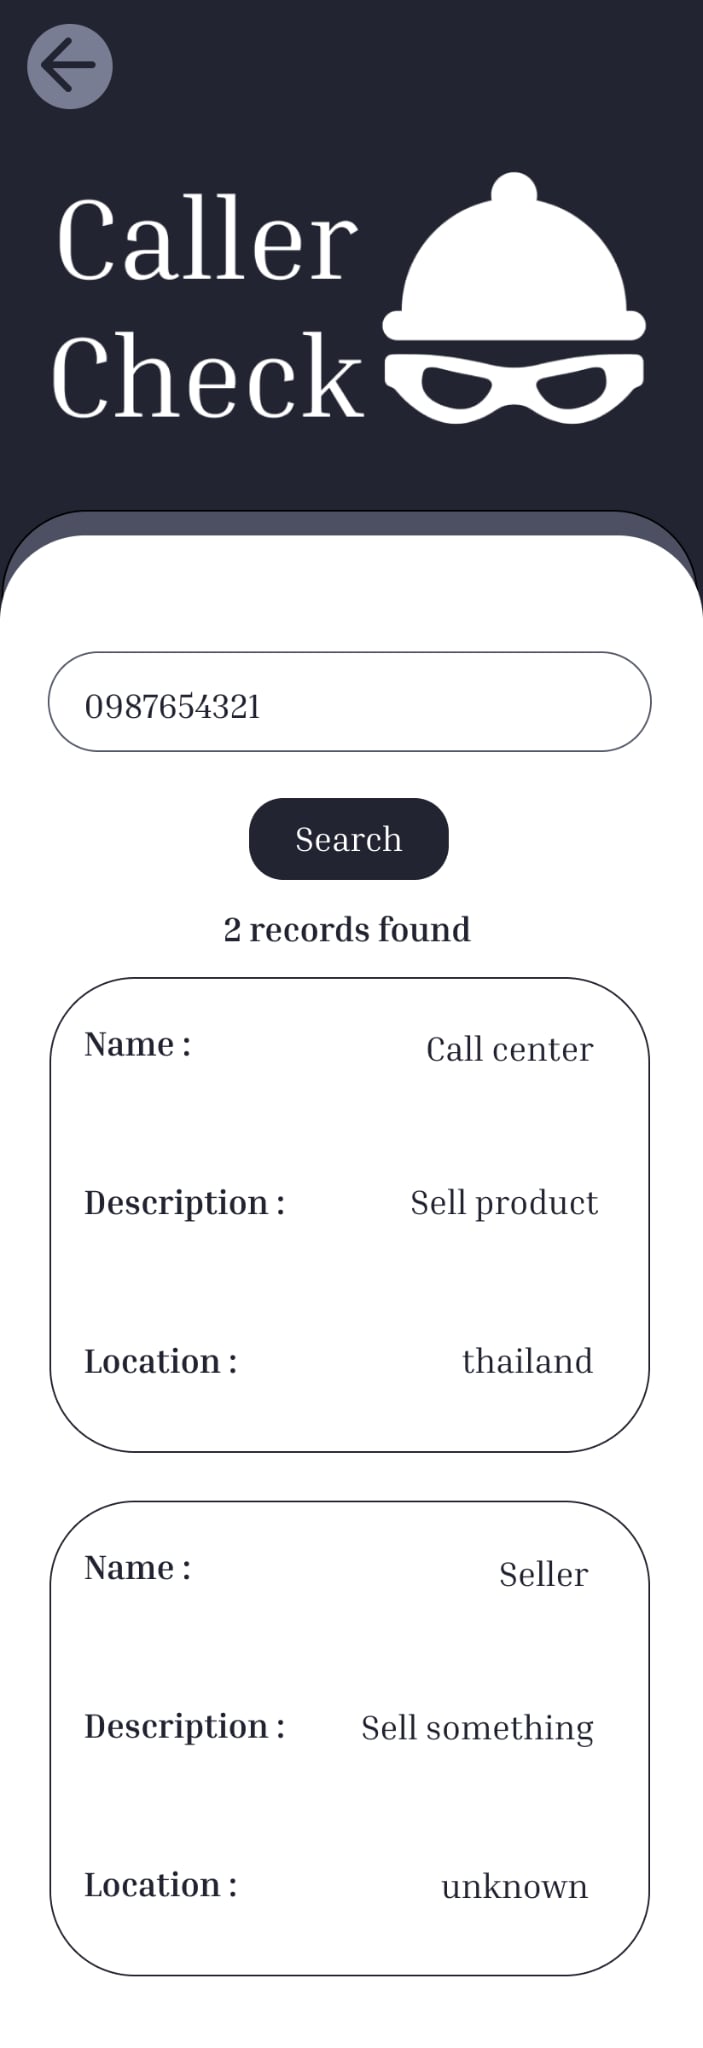 Caller
Check
0987654321
Search
2 records found
Name : Call center
Description : Sell product
Location : thailand
Name : Seller
Description : Sell something
Location : unknown